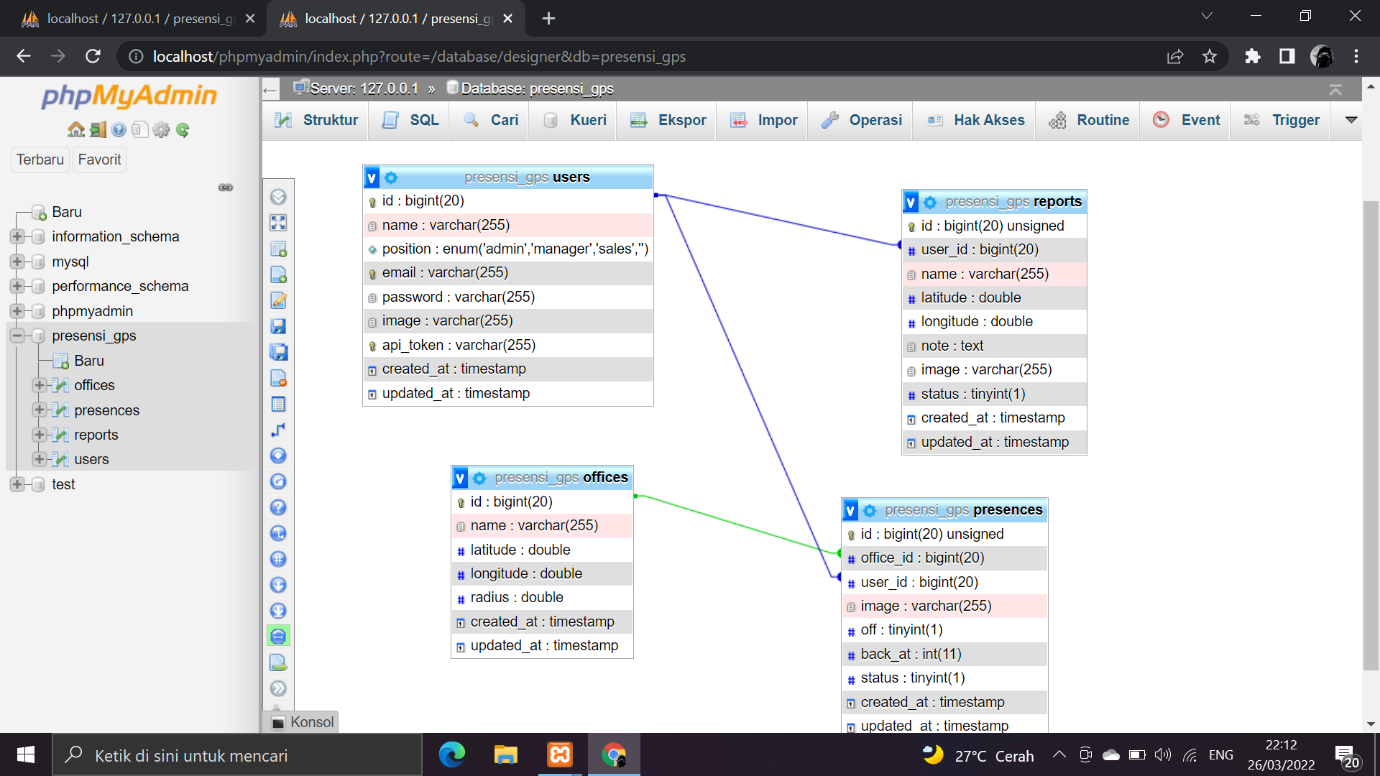 localhost / 127.0.0.1 / presensi_g
localhost / 127.0.0.1 / presensi_g
localhost/phpmyadmin/index.php?route=/database/designer&db=presensi_gps
phpMyAdmin
Terbaru Favorit
Baru
information_schema
mysql
performance_schema
phpmyadmin
presensi_gps
Baru
offices
presences
reports
users
test
Server: 127.0.0.1 » Database: presensi_gps
Struktur SQL Cari Kueri Ekspor Impor Operasi Hak Akses Routine Event Trigger
v presensi_gps users
id : bigint(20)
name : varchar(255)
position : enum('admin','manager','sales','')
email : varchar(255)
password : varchar(255)
image : varchar(255)
api_token : varchar(255)
created_at : timestamp
updated_at : timestamp
v presensi_gps reports
id : bigint(20) unsigned
# user_id : bigint(20)
name : varchar(255)
# latitude : double
# longitude : double
note : text
image : varchar(255)
# status : tinyint(1)
created_at : timestamp
updated_at : timestamp
v presensi_gps offices
id : bigint(20)
name : varchar(255)
# latitude : double
# longitude : double
# radius : double
created_at : timestamp
updated_at : timestamp
v presensi_gps presences
id : bigint(20) unsigned
# office_id : bigint(20)
# user_id : bigint(20)
image : varchar(255)
# off : tinyint(1)
# back_at : int(11)
# status : tinyint(1)
created_at : timestamp
updated_at : timestamp
Konsol
Ketik di sini untuk mencari
27°C Cerah
ENG
22:12
26/03/2022
20